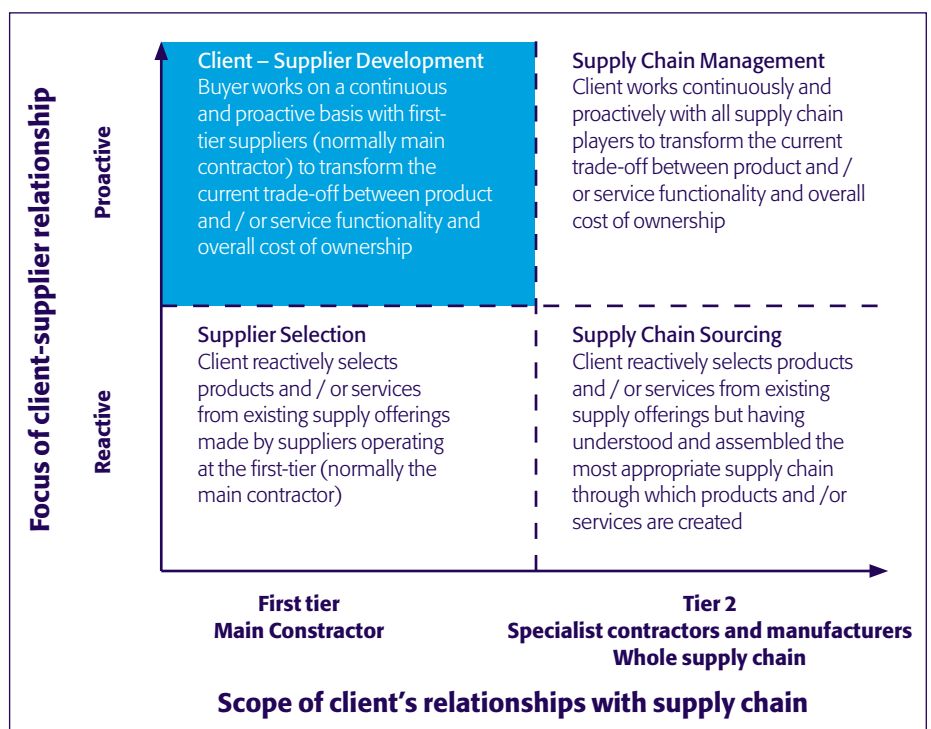 Focus of client-supplier relationship
Proactive
Reactive
Client – Supplier Development
Buyer works on a continuous
and proactive basis with first-
tier suppliers (normally main
contractor) to transform the
current trade-off between product
and / or service functionality and
overall cost of ownership
Supply Chain Management
Client works continuously and
proactively with all supply chain
players to transform the current
trade-off between product and /
or service functionality and overall
cost of ownership
Supplier Selection
Client reactively selects
products and / or services
from existing supply offerings
made by suppliers operating
at the first-tier (normally the
main contractor)
Supply Chain Sourcing
Client reactively selects products
and / or services from existing
supply offerings but having
understood and assembled the
most appropriate supply chain
through which products and /or
services are created
First tier
Main Constractor
Tier 2
Specialist contractors and manufacturers
Whole supply chain
Scope of client’s relationships with supply chain